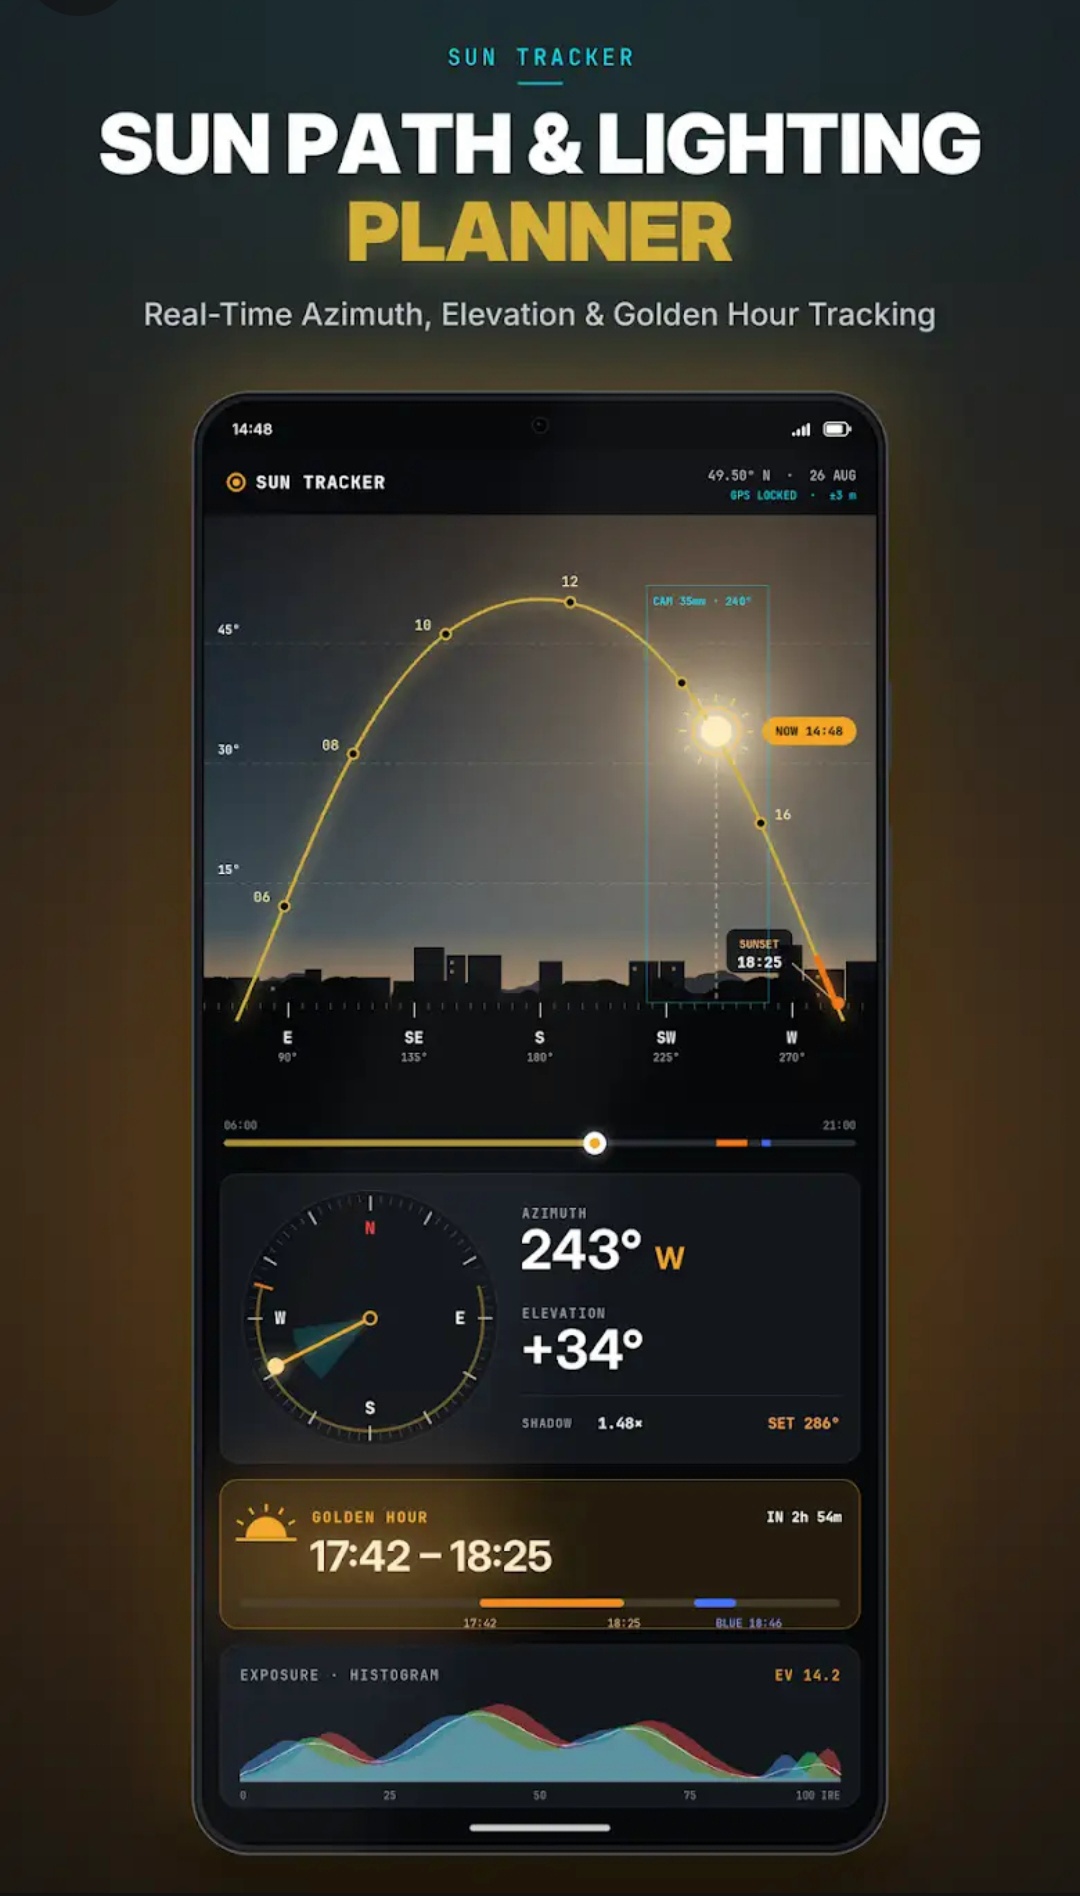 SUN TRACKER
SUN PATH & LIGHTING
PLANNER
Real-Time Azimuth, Elevation & Golden Hour Tracking
14:48
SUN TRACKER
49.50° N · 26 AUG
GPS LOCKED · ±3 m
12
CAM 35mm · 240°
10
45°
08
30°
NOW 14:48
16
15°
06
SUNSET
18:25
E
SE
S
SW
W
90°
135°
180°
225°
270°
06:00
21:00
N
W
E
S
AZIMUTH
243° W
ELEVATION
+34°
SHADOW 1.48×
SET 286°
GOLDEN HOUR
IN 2h 54m
17:42 – 18:25
17:42
18:25
BLUE 18:46
EXPOSURE · HISTOGRAM
EV 14.2
0
25
50
75
100 IRE